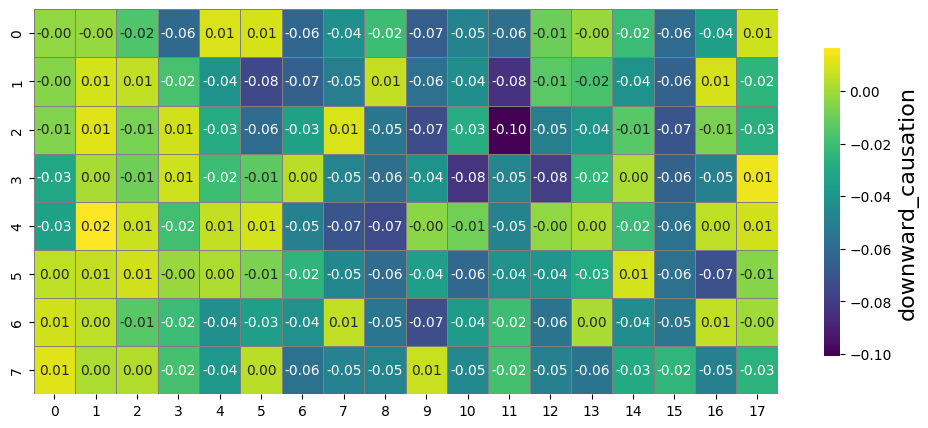 0 -0.00 -0.00 -0.02 -0.06 0.01 0.01 -0.06 -0.04 -0.02 -0.07 -0.05 -0.06 -0.01 -0.00 -0.02 -0.06 -0.04 0.01
1 -0.00 0.01 0.01 -0.02 -0.04 -0.08 -0.07 -0.05 0.01 -0.06 -0.04 -0.08 -0.01 -0.02 -0.04 -0.06 0.01 -0.02
2 -0.01 0.01 -0.01 0.01 -0.03 -0.06 -0.03 0.01 -0.05 -0.07 -0.03 -0.10 -0.05 -0.04 -0.01 -0.07 -0.01 -0.03
3 -0.03 0.00 -0.01 0.01 -0.02 -0.01 0.00 -0.05 -0.06 -0.04 -0.08 -0.05 -0.08 -0.02 0.00 -0.06 -0.05 0.01
4 -0.03 0.02 0.01 -0.02 0.01 0.01 -0.05 -0.07 -0.07 -0.00 -0.01 -0.05 -0.00 0.00 -0.02 -0.06 0.00 0.01
5 0.00 0.01 0.01 -0.00 0.00 -0.01 -0.02 -0.05 -0.06 -0.04 -0.06 -0.04 -0.04 -0.03 0.01 -0.06 -0.07 -0.01
6 0.01 0.00 -0.01 -0.02 -0.04 -0.03 -0.04 0.01 -0.05 -0.07 -0.04 -0.02 -0.06 0.00 -0.04 -0.05 0.01 -0.00
7 0.01 0.00 0.00 -0.02 -0.04 0.00 -0.06 -0.05 -0.05 0.01 -0.05 -0.02 -0.05 -0.06 -0.03 -0.02 -0.05 -0.03
0 1 2 3 4 5 6 7 8 9 10 11 12 13 14 15 16 17
0.00
−0.02
−0.04
−0.06
−0.08
−0.10
downward_causation